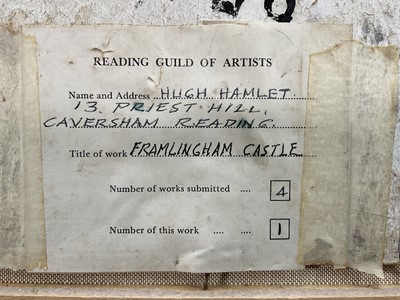 READING GUILD OF ARTISTS
Name and Address HUGH HAMLET.
13. PRIEST HILL,
CAVERSHAM READING.
Title of work FRAMLINGHAM CASTLE
Number of works submitted .... 4
Number of this work .... .... 1